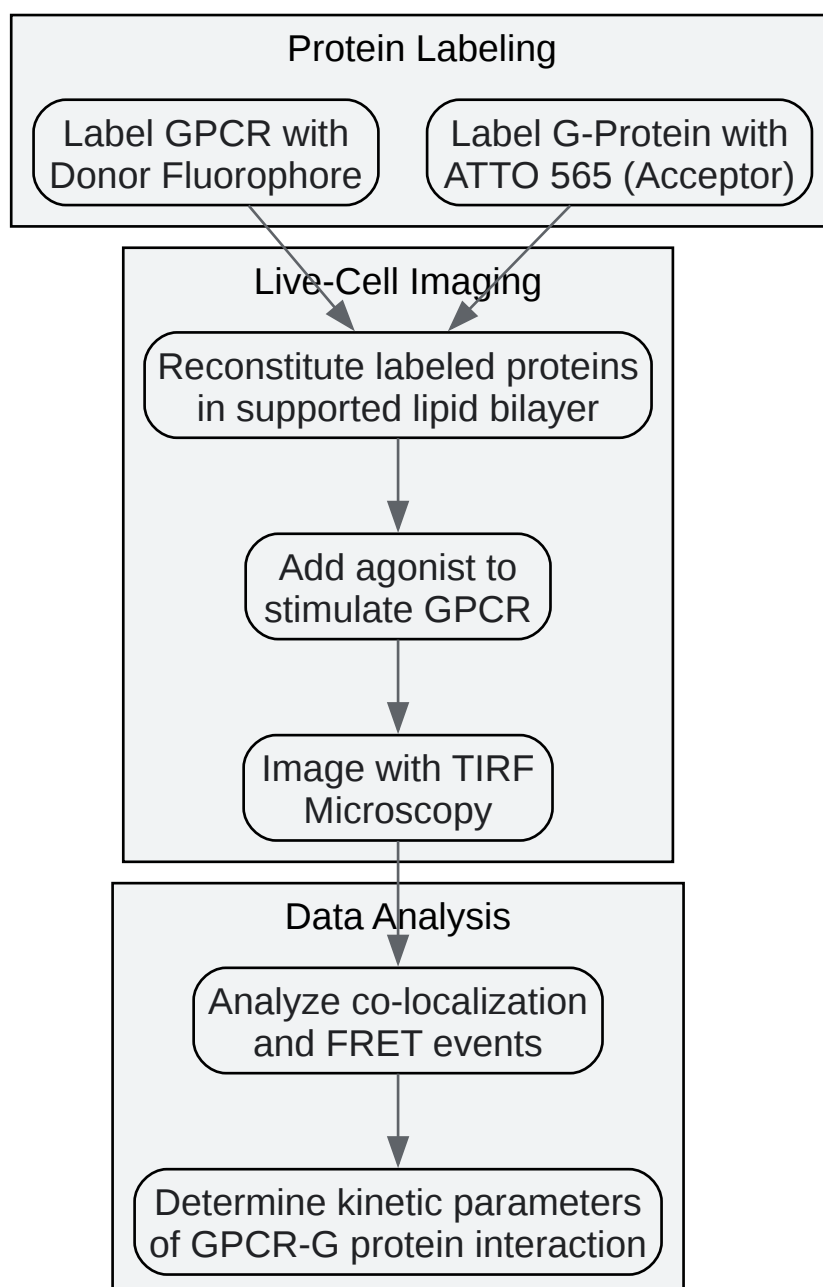 Protein Labeling
Label GPCR with
Donor Fluorophore
Label G-Protein with
ATTO 565 (Acceptor)
Live-Cell Imaging
Reconstitute labeled proteins
in supported lipid bilayer
Add agonist to
stimulate GPCR
Image with TIRF
Microscopy
Data Analysis
Analyze co-localization
and FRET events
Determine kinetic parameters
of GPCR-G protein interaction